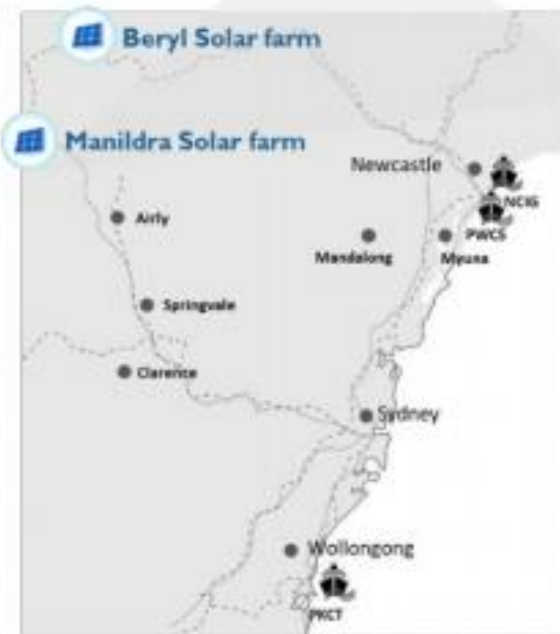 Beryl Solar farm
Manildra Solar farm
Newcastle
NCIG
Airly
PWCS
Mandalong
Myuna
Springvale
Clarence
Sydney
Wollongong
PKCT